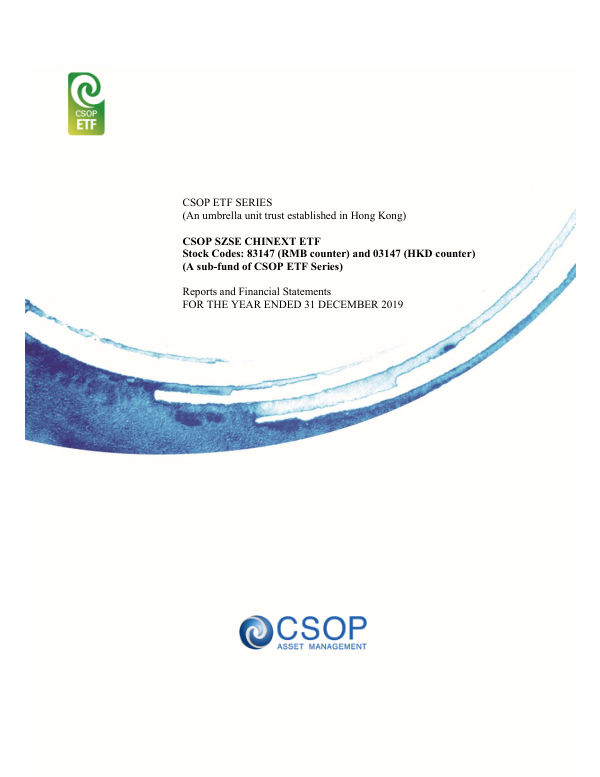 CSOP
ETF
CSOP ETF SERIES
(An umbrella unit trust established in Hong Kong)
CSOP SZSE CHINEXT ETF
Stock Codes: 83147 (RMB counter) and 03147 (HKD counter)
(A sub-fund of CSOP ETF Series)
Reports and Financial Statements
FOR THE YEAR ENDED 31 DECEMBER 2019
CSOP
ASSET MANAGEMENT